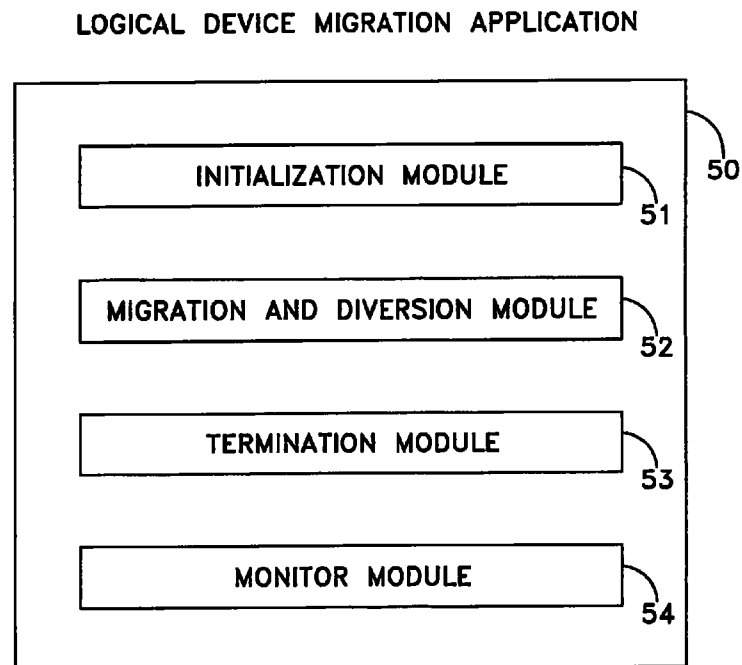 LOGICAL DEVICE MIGRATION APPLICATION
50
INITIALIZATION MODULE
51
MIGRATION AND DIVERSION MODULE
52
TERMINATION MODULE
53
MONITOR MODULE
54